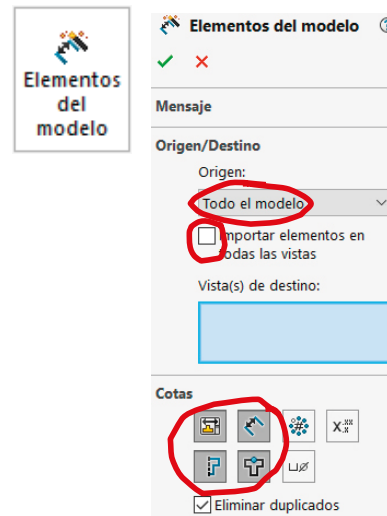 Elementos
del
modelo
Elementos del modelo
Mensaje
Origen/Destino
Origen:
Todo el modelo
Importar elementos en
todas las vistas
Vista(s) de destino:
Cotas
Eliminar duplicados